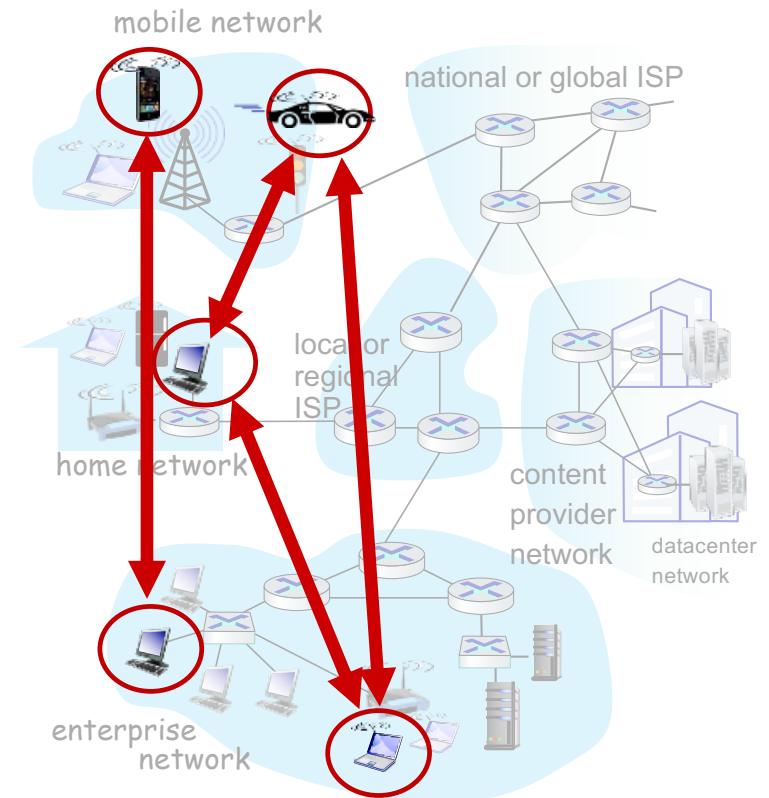 mobile network
national or global ISP
local or
regional
ISP
home network
content
provider
network
datacenter
network
enterprise
network